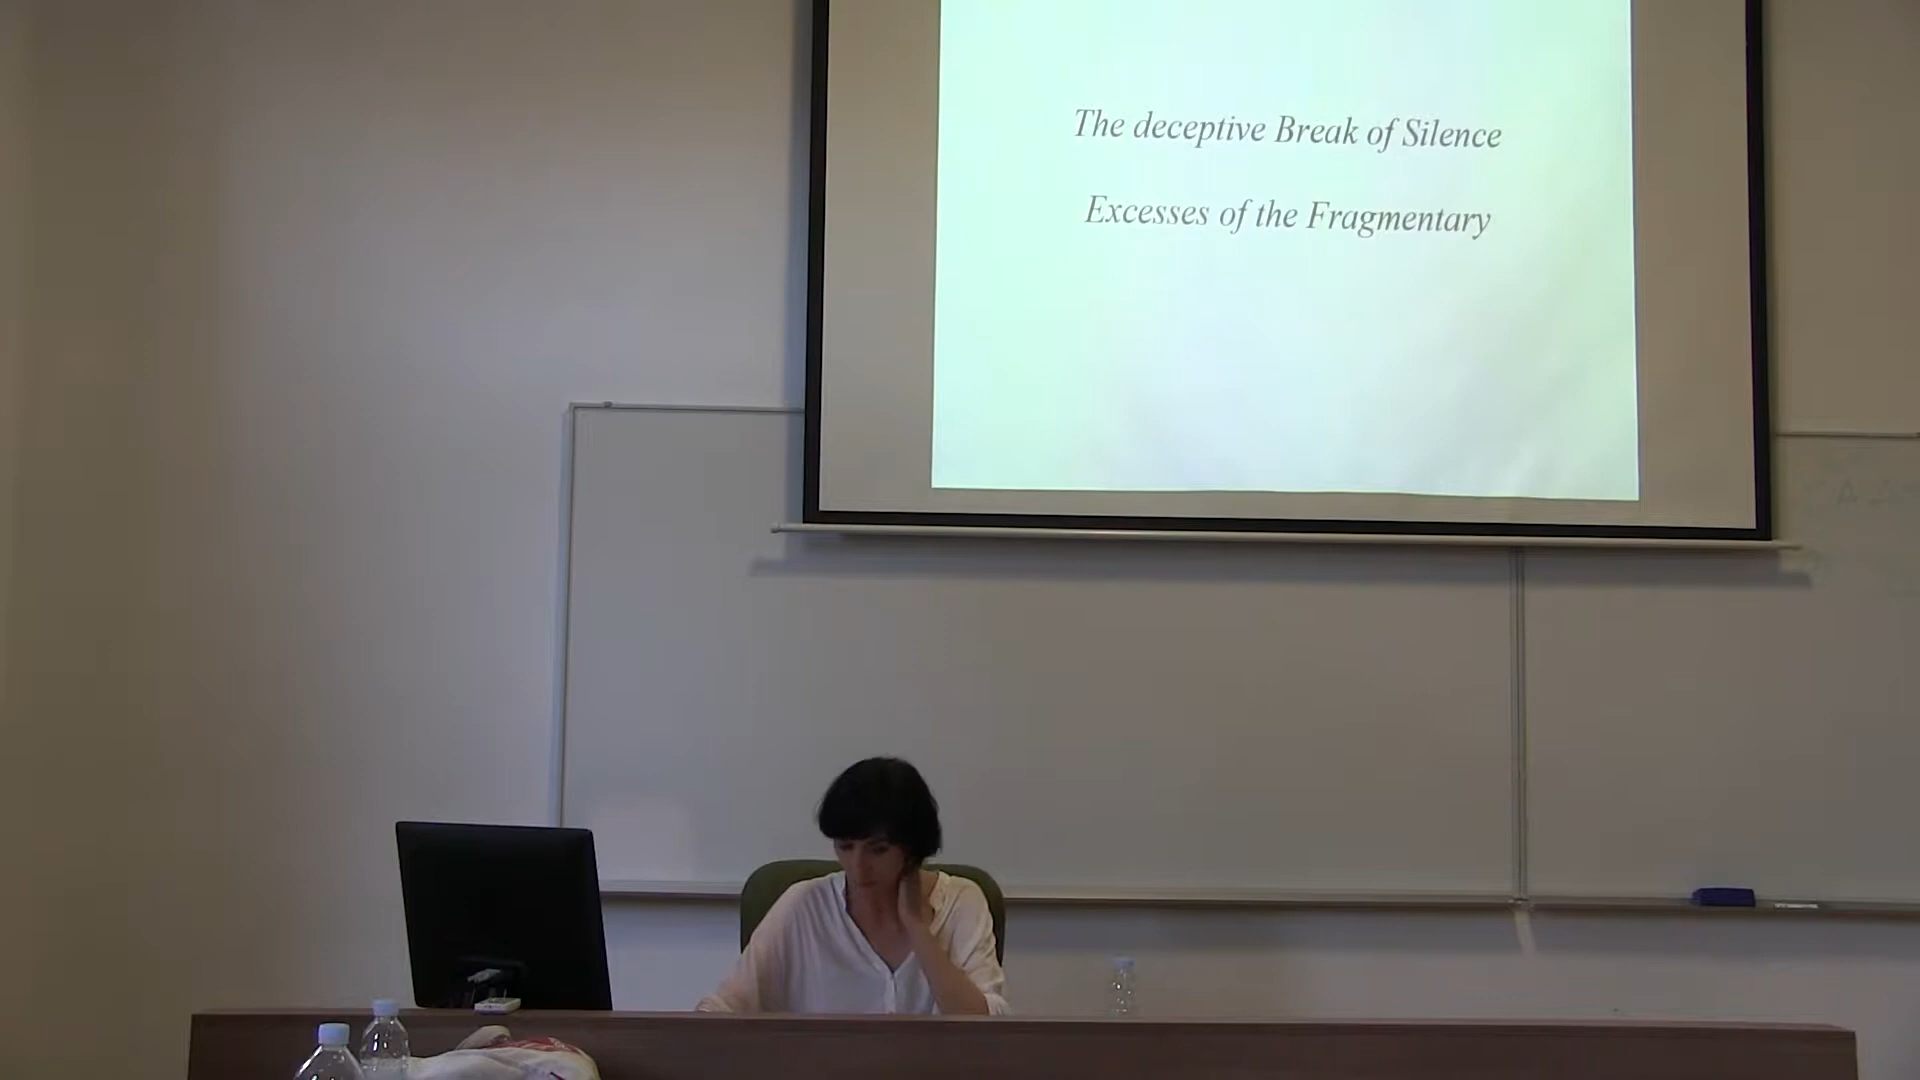 The deceptive Break of Silence
Excesses of the Fragmentary